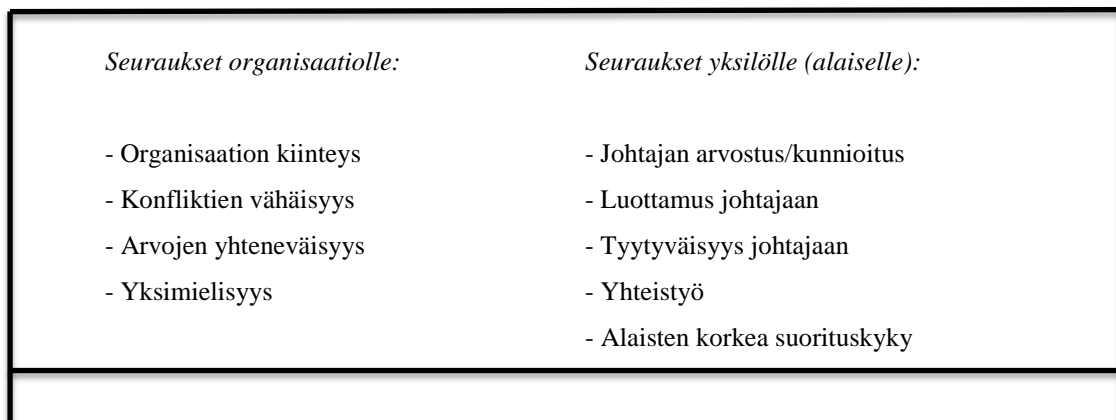 Seuraukset organisaatiolle:
- Organisaation kiinteys
- Konfliktien vähäisyys
- Arvojen yhteneväisyys
- Yksimielisyys
Seuraukset yksilölle (alaiselle):
- Johtajan arvostus/kunnioitus
- Luottamus johtajaan
- Tyytyväisyys johtajaan
- Yhteistyö
- Alaisten korkea suorituskyky